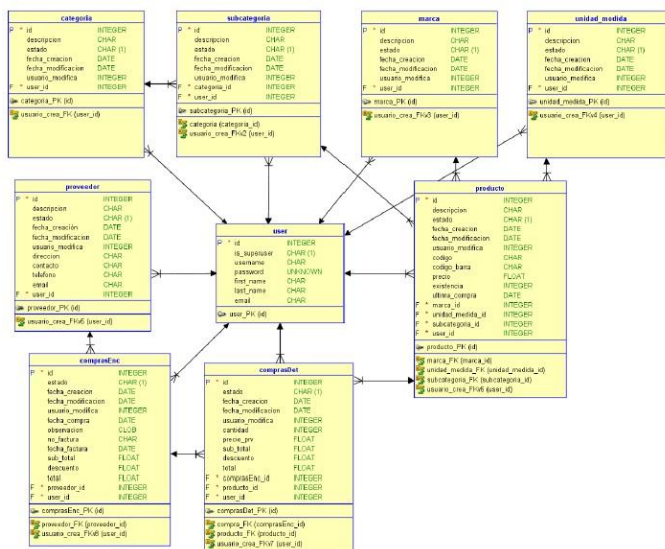 categoria
P * id INTEGER
descripcion CHAR
estado CHAR (1)
fecha_creacion DATE
fecha_modificacion DATE
usuario_modifica INTEGER
F * user_id INTEGER
categoria_PK (id)
usuario_crea_FK (user_id)
subcategoria
P * id INTEGER
descripcion CHAR
estado CHAR (1)
fecha_creacion DATE
fecha_modificacion DATE
usuario_modifica INTEGER
F * categoria_id INTEGER
F * user_id INTEGER
subcategoria_PK (id)
categoria (categoria_id)
usuario_crea_FKv2 (user_id)
marca
P * id INTEGER
descripcion CHAR
estado CHAR (1)
fecha_creacion DATE
fecha_modificacion DATE
usuario_modifica INTEGER
F * user_id INTEGER
marca_PK (id)
usuario_crea_FKv3 (user_id)
unidad_medida
P * id INTEGER
descripcion CHAR
estado CHAR (1)
fecha_creacion DATE
fecha_modificacion DATE
usuario_modifica INTEGER
F * user_id INTEGER
unidad_medida_PK (id)
usuario_crea_FKv4 (user_id)
proveedor
P * id INTEGER
descripcion CHAR
estado CHAR (1)
fecha_creación DATE
fecha_modificacion DATE
usuario_modifica INTEGER
direccion CHAR
contacto CHAR
teléfono CHAR
email CHAR
F * user_id INTEGER
proveedor_PK (id)
usuario_crea_FKv5 (user_id)
user
P * id INTEGER
is_superuser CHAR (1)
username CHAR
password UNKNOWN
first_name CHAR
last_name CHAR
email CHAR
user_PK (id)
producto
P * id INTEGER
descripcion CHAR
estado CHAR (1)
fecha_creacion DATE
fecha_modificacion DATE
usuario_modifica INTEGER
codigo CHAR
codigo_barra CHAR
precio FLOAT
existencia INTEGER
ultima_compra DATE
F * marca_id INTEGER
F * unidad_medida_id INTEGER
F * subcategoria_id INTEGER
F * user_id INTEGER
producto_PK (id)
marca_FK (marca_id)
unidad_medida_FK (unidad_medida_id)
subcategoria_FK (subcategoria_id)
usuario_crea_FKv6 (user_id)
comprasEnc
P * id INTEGER
estado CHAR (1)
fecha_creacion DATE
fecha_modificacion DATE
usuario_modifica INTEGER
fecha_compra DATE
observacion CLOB
no_factura CHAR
fecha_factura DATE
sub_total FLOAT
descuento FLOAT
total FLOAT
F * proveedor_id INTEGER
F * user_id INTEGER
comprasEnc_PK (id)
proveedor_FK (proveedor_id)
usuario_crea_FKv8 (user_id)
comprasDet
P * id INTEGER
estado CHAR (1)
fecha_creacion DATE
fecha_modificacion DATE
usuario_modifica INTEGER
cantidad INTEGER
precio_prv FLOAT
sub_total FLOAT
descuento FLOAT
total FLOAT
F * comprasEnc_id INTEGER
F * producto_id INTEGER
F * user_id INTEGER
comprasDet_PK (id)
compra_FK (comprasEnc_id)
producto_FK (producto_id)
usuario_crea_FKv7 (user_id)